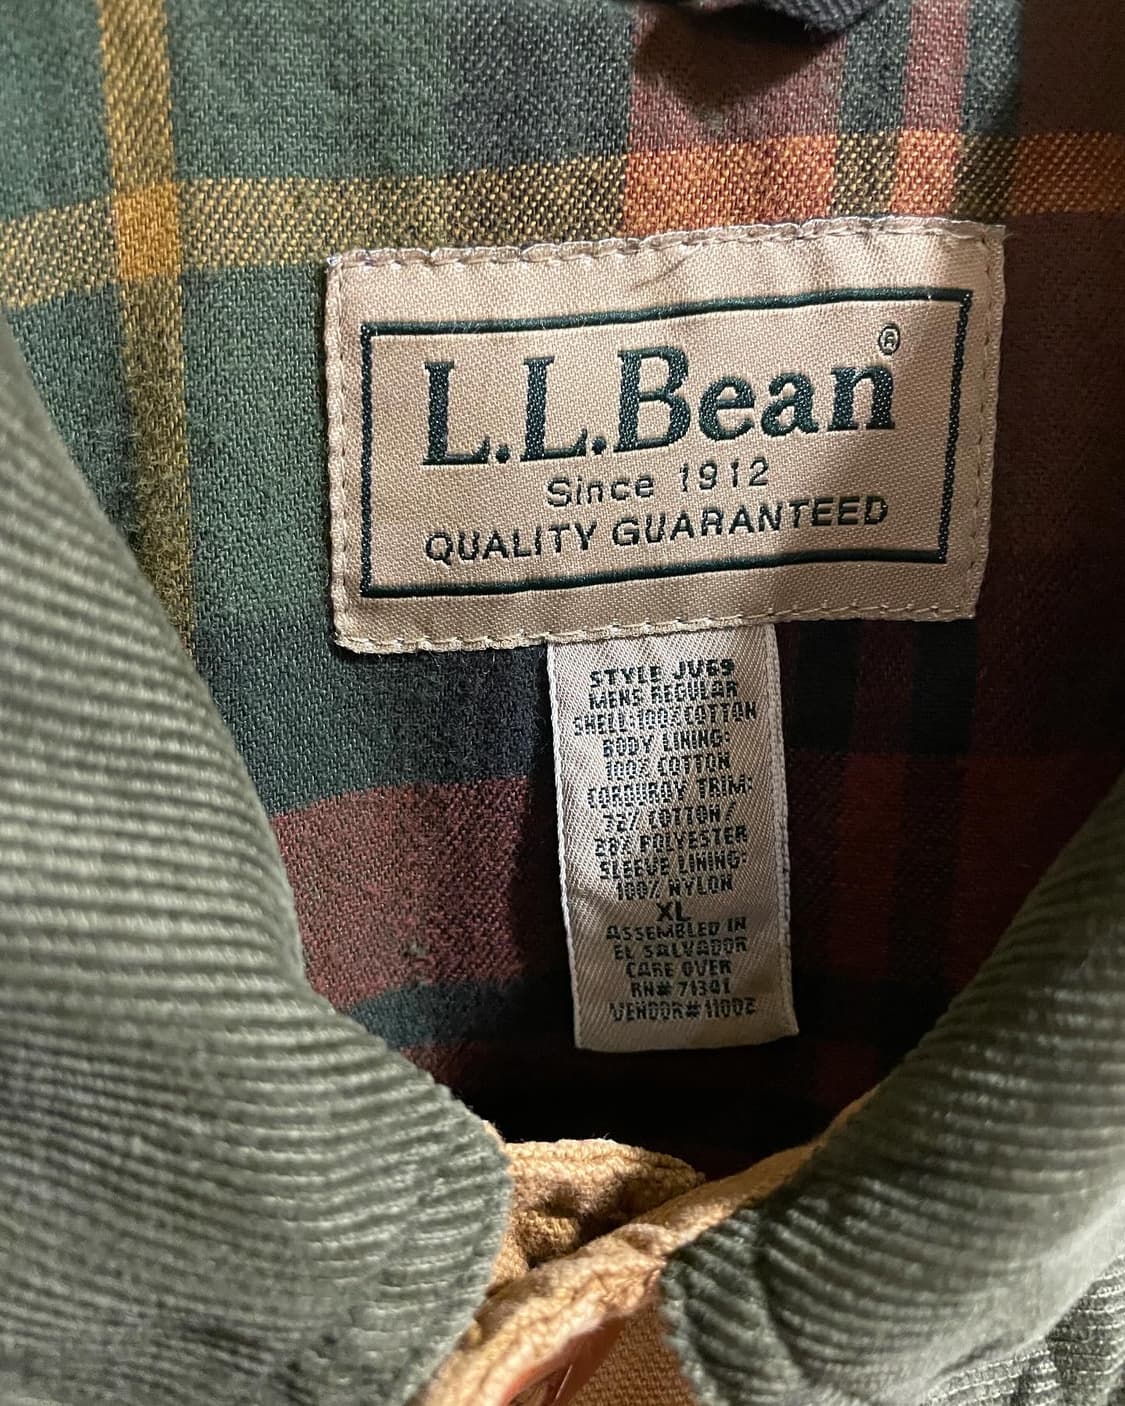 L.L.Bean®
Since 1912
QUALITY GUARANTEED
STYLE JV69
MENS REGULAR
SHELL:100% COTTON
BODY LINING:
100% COTTON
CORDUROY TRIM:
72% COTTON/
28% POLYESTER
SLEEVE LINING:
100% NYLON
XL
ASSEMBLED IN
EL SALVADOR
CARE OVER
RN# 71341
VENDOR# 11002